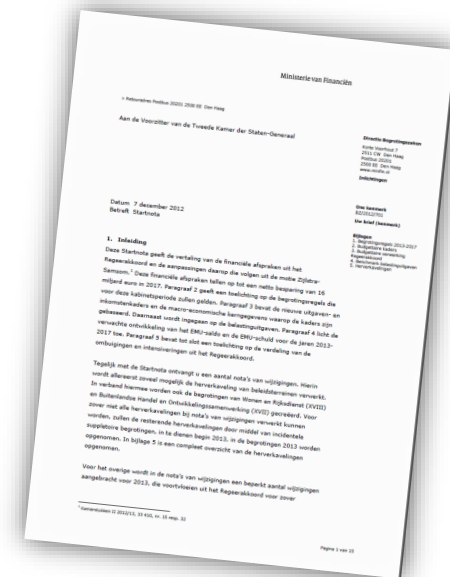 Ministerie van Financiën
> Retouradres Postbus 20201 2500 EE Den Haag
Aan de Voorzitter van de Tweede Kamer der Staten-Generaal
Directie Begrotingszaken
Korte Voorhout 7
2511 CW Den Haag
Postbus 20201
2500 EE Den Haag
www.minfin.nl
Inlichtingen
Ons kenmerk
BZ/2012/701
Uw brief (kenmerk)
Bijlagen
1. Begrotingsregels 2013-2017
2. Budgettaire kaders
3. Budgettaire verwerking
Regeerakkoord
4. Benchmark belastinguitgaven
5. Herverkavelingen
Datum 7 december 2012
Betreft Startnota
1. Inleiding
Deze Startnota geeft de vertaling van de financiële afspraken uit het
Regeerakkoord en de aanpassingen daarop die volgen uit de motie Zijlstra-
Samsom.¹ Deze financiële afspraken tellen op tot een netto besparing van 16
miljard euro in 2017. Paragraaf 2 geeft een toelichting op de begrotingsregels die
voor deze kabinetsperiode zullen gelden. Paragraaf 3 bevat de nieuwe uitgaven- en
inkomstenkaders en de macro-economische kerngegevens waarop de kaders zijn
gebaseerd. Daarnaast wordt ingegaan op de belastinguitgaven. Paragraaf 4 licht de
verwachte ontwikkeling van het EMU-saldo en de EMU-schuld voor de jaren 2013-
2017 toe. Paragraaf 5 bevat tot slot een toelichting op de verdeling van de
ombuigingen en intensiveringen uit het Regeerakkoord.
Tegelijk met de Startnota ontvangt u een aantal nota's van wijzigingen. Hierin
wordt allereerst zoveel mogelijk de herverkaveling van beleidsterreinen verwerkt.
In verband hiermee worden ook de begrotingen van Wonen en Rijksdienst (XVIII)
en Buitenlandse Handel en Ontwikkelingssamenwerking (XVII) gecreëerd. Voor
zover niet alle herverkavelingen bij nota's van wijzigingen verwerkt kunnen
worden, zullen de resterende herverkavelingen door middel van incidentele
suppletoire begrotingen, in te dienen begin 2013, in de begrotingen 2013 worden
opgenomen. In bijlage 5 is een compleet overzicht van de herverkavelingen
opgenomen.
Voor het overige wordt in de nota's van wijzigingen een beperkt aantal wijzigingen
aangebracht voor 2013, die voortvloeien uit het Regeerakkoord voor zover
¹ Kamerstukken II 2012/13, 33 410, nr. 15 resp. 32
Pagina 1 van 15